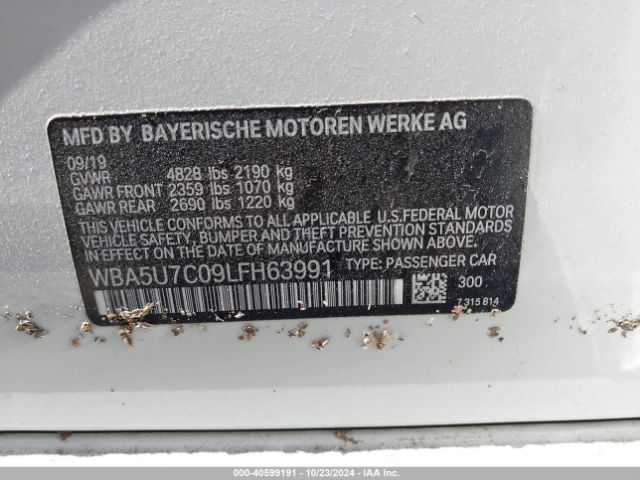 MFD BY BAYERISCHE MOTOREN WERKE AG
09/19
GVWR 4828 lbs 2190 kg
GAWR FRONT 2359 lbs 1070 kg
GAWR REAR 2690 lbs 1220 kg
THIS VEHICLE CONFORMS TO ALL APPLICABLE U.S.FEDERAL MOTOR
VEHICLE SAFETY, BUMPER, AND THEFT PREVENTION STANDARDS
IN EFFECT ON THE DATE OF MANUFACTURE SHOWN ABOVE.
WBA5U7C09LFH63991 TYPE: PASSENGER CAR
300
7 315 814
000-40599191 - 10/23/2024 - IAA Inc.